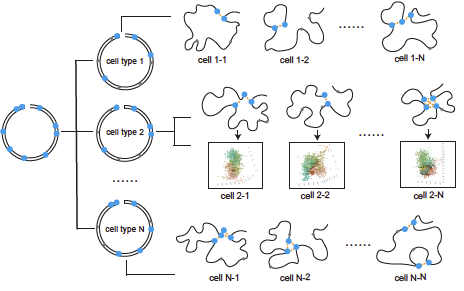 cell type 1
cell 1-1
cell 1-2
......
cell 1-N
cell type 2
......
cell 2-1
cell 2-2
cell 2-N
......
cell type N
......
cell N-1
cell N-2
cell N-N